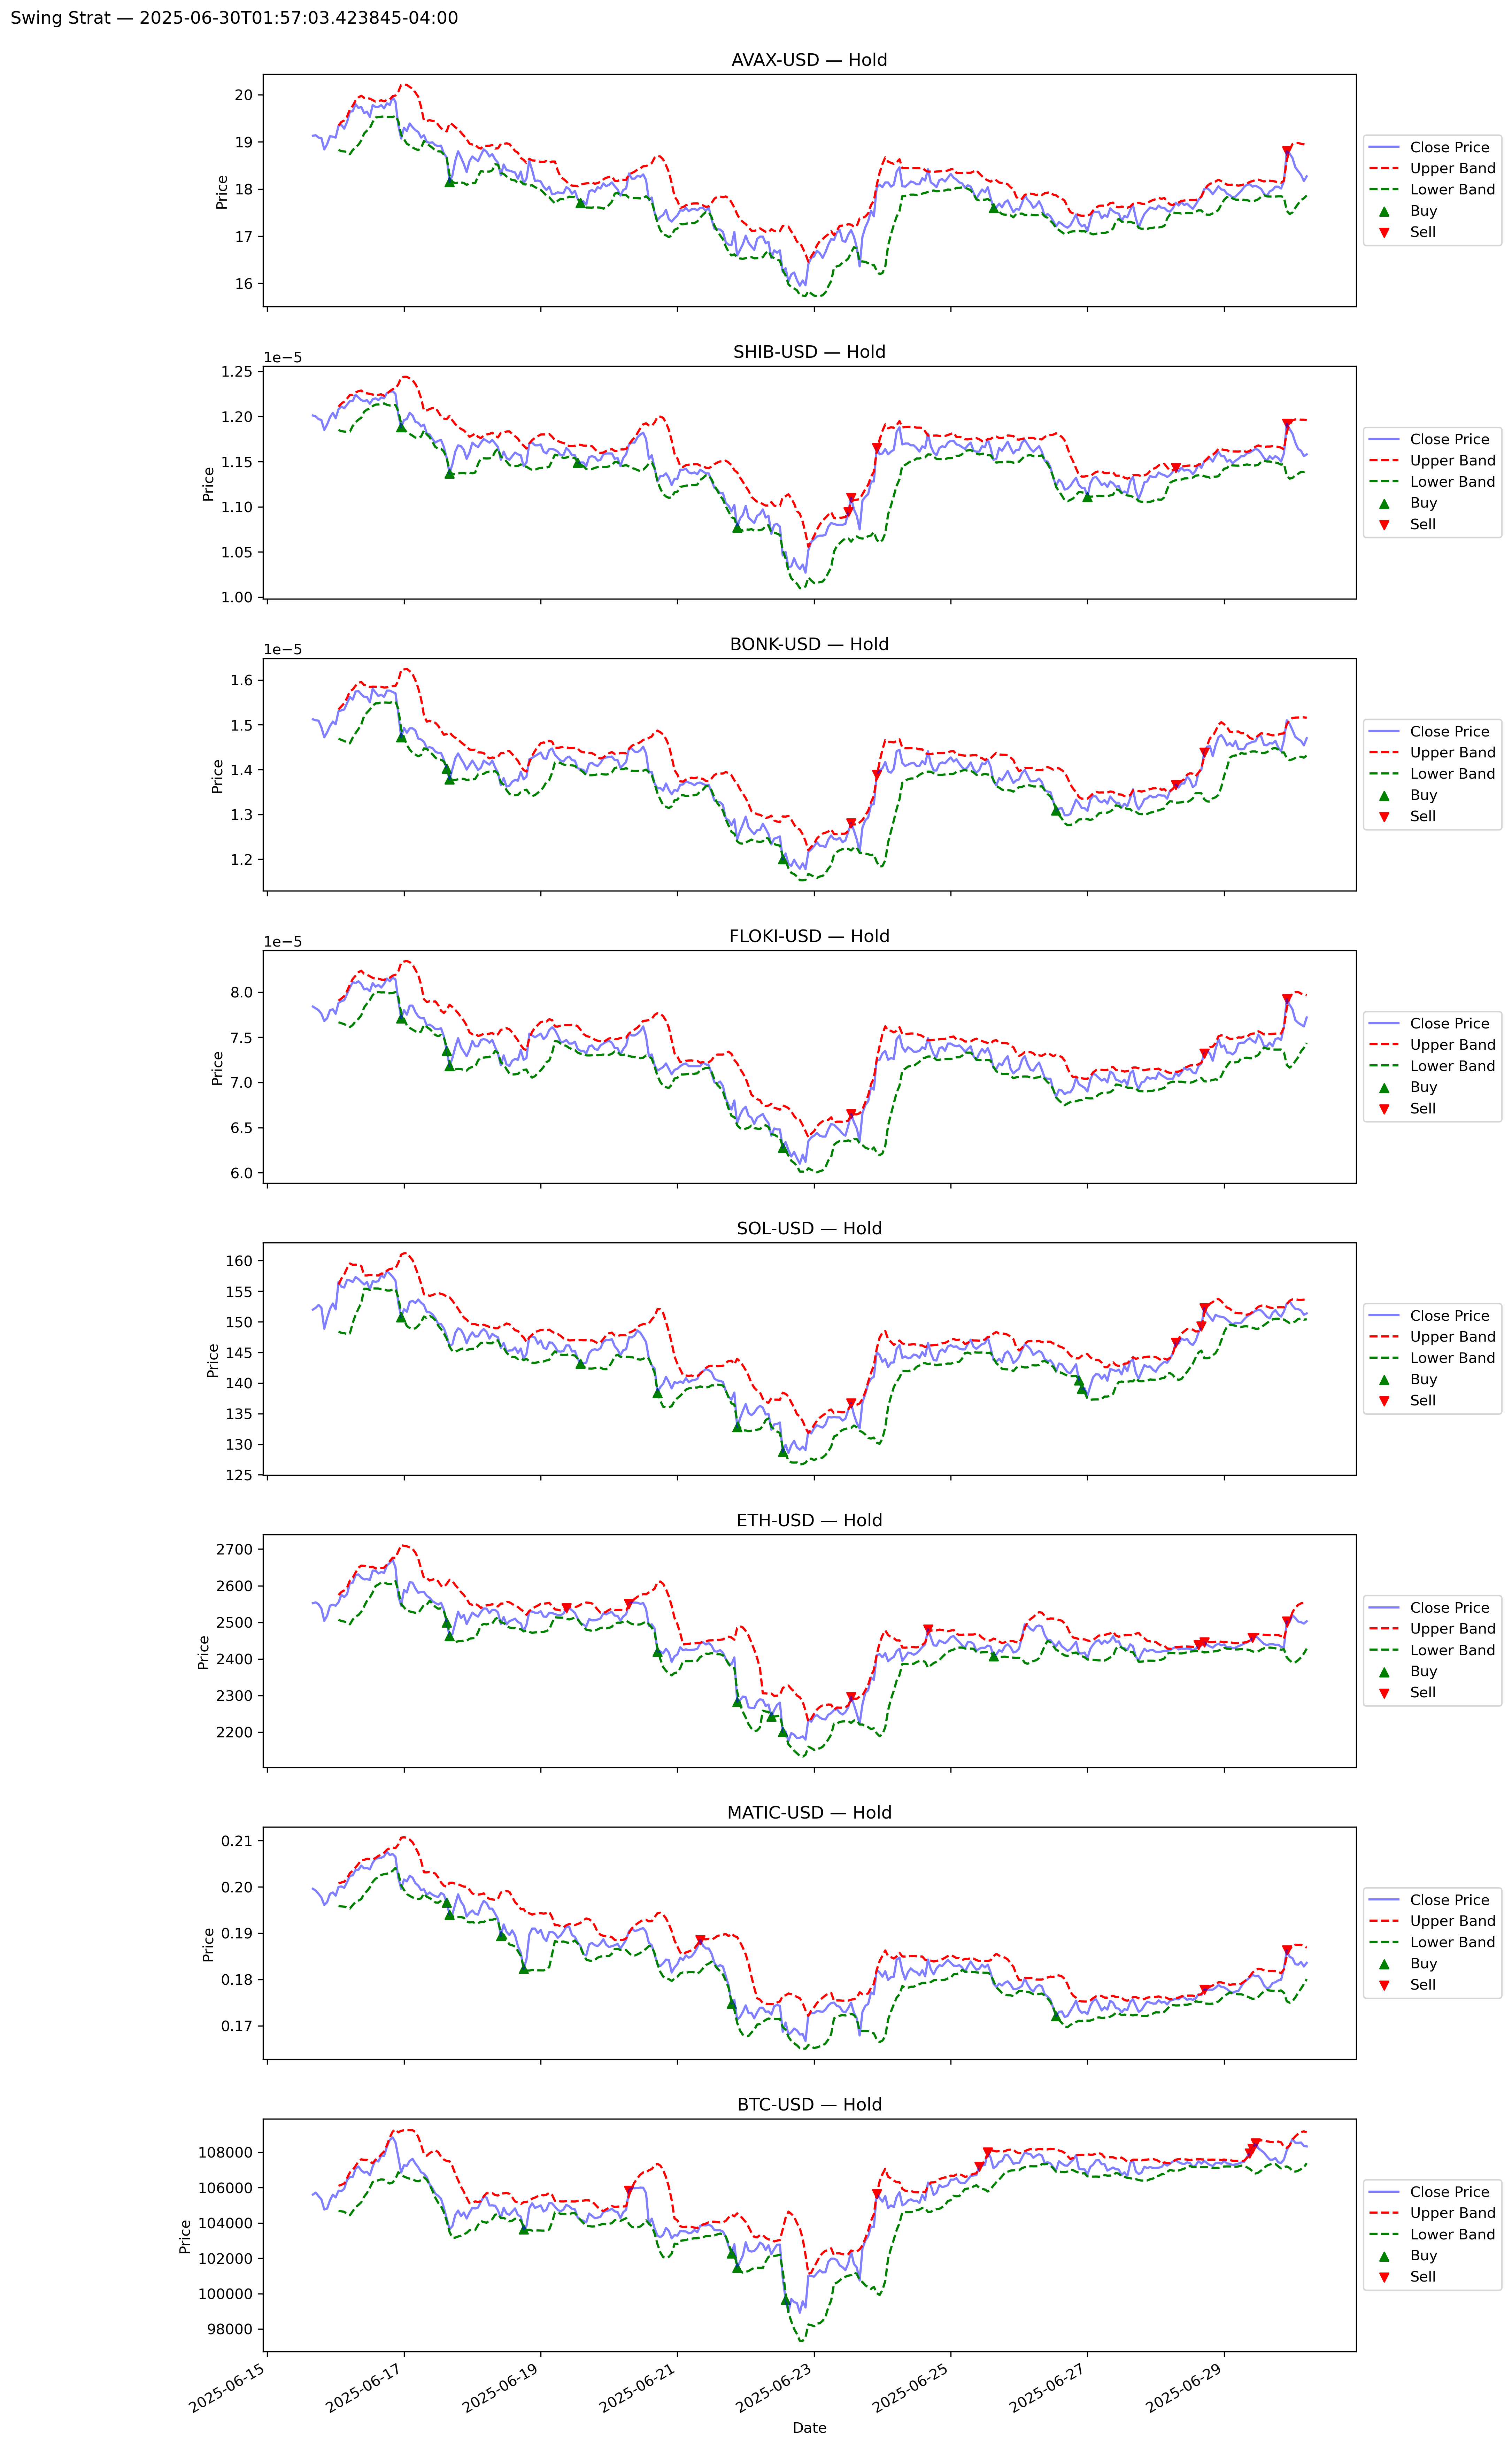 Swing Strat — 2025-06-30T01:57:03.423845-04:00
AVAX-USD — Hold
20
19
18
17
16
Price
Close Price
Upper Band
Lower Band
Buy
Sell
SHIB-USD — Hold
1e−5
1.25
1.20
1.15
1.10
1.05
1.00
Price
Close Price
Upper Band
Lower Band
Buy
Sell
BONK-USD — Hold
1e−5
1.6
1.5
1.4
1.3
1.2
Price
Close Price
Upper Band
Lower Band
Buy
Sell
FLOKI-USD — Hold
1e−5
8.0
7.5
7.0
6.5
6.0
Price
Close Price
Upper Band
Lower Band
Buy
Sell
SOL-USD — Hold
160
155
150
145
140
135
130
125
Price
Close Price
Upper Band
Lower Band
Buy
Sell
ETH-USD — Hold
2700
2600
2500
2400
2300
2200
Price
Close Price
Upper Band
Lower Band
Buy
Sell
MATIC-USD — Hold
0.21
0.20
0.19
0.18
0.17
Price
Close Price
Upper Band
Lower Band
Buy
Sell
BTC-USD — Hold
108000
106000
104000
102000
100000
98000
Price
Close Price
Upper Band
Lower Band
Buy
Sell
2025-06-15
2025-06-17
2025-06-19
2025-06-21
2025-06-23
2025-06-25
2025-06-27
2025-06-29
Date